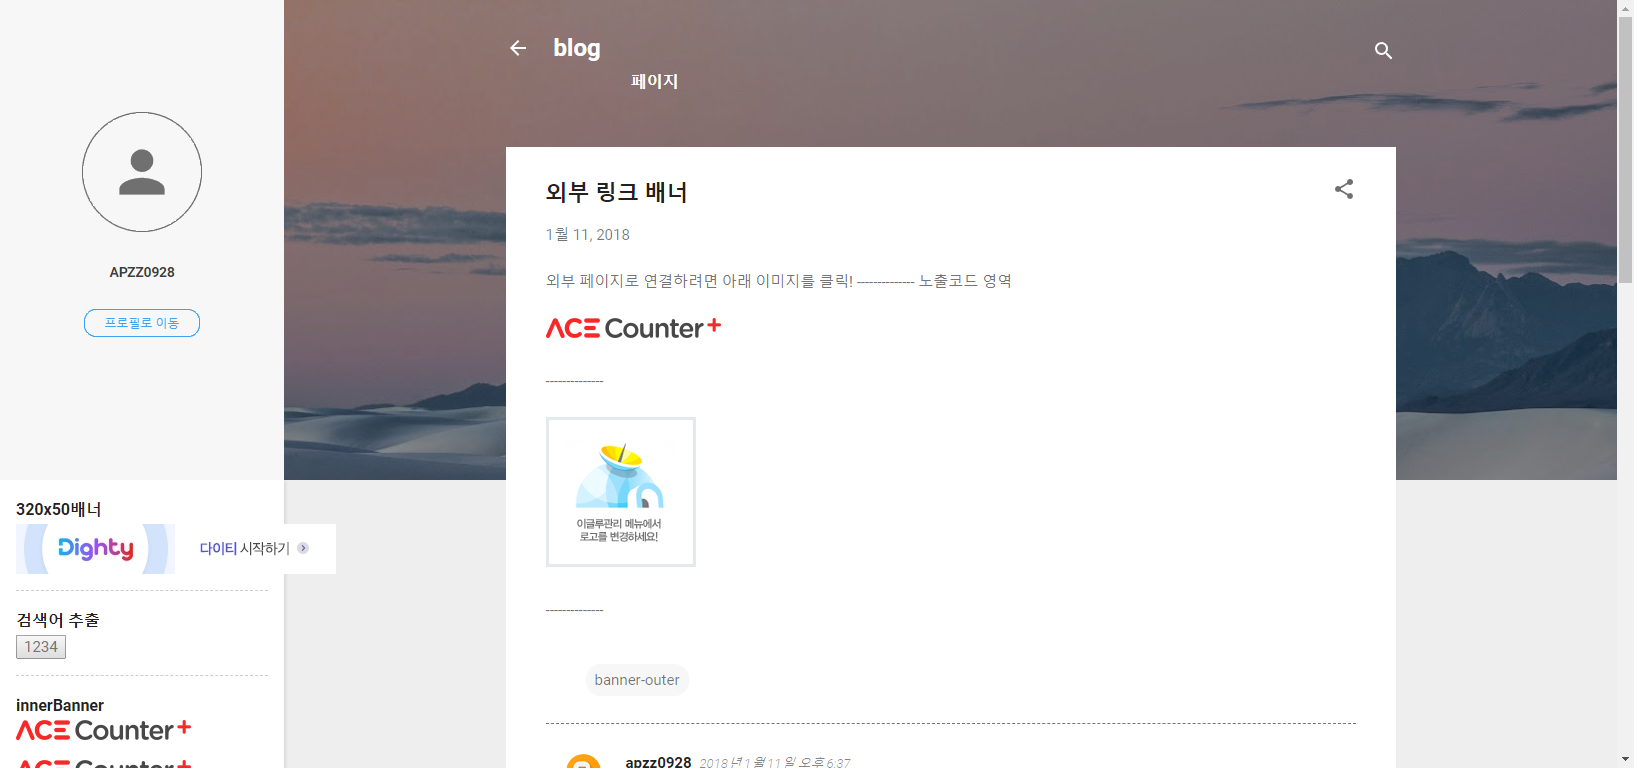 blog
페이지
APZZ0928
프로필로 이동
320x50배너
Dighty 다이티 시작하기
검색어 추출
1234
innerBanner
ACE Counter+
ACE Counter+
외부 링크 배너
1월 11, 2018
외부 페이지로 연결하려면 아래 이미지를 클릭! -------------- 노출코드 영역
ACE Counter+
--------------
이글루관리 메뉴에서
로고를 변경하세요!
--------------
banner-outer
apzz0928 2018년 1월 11일 오후 6:37